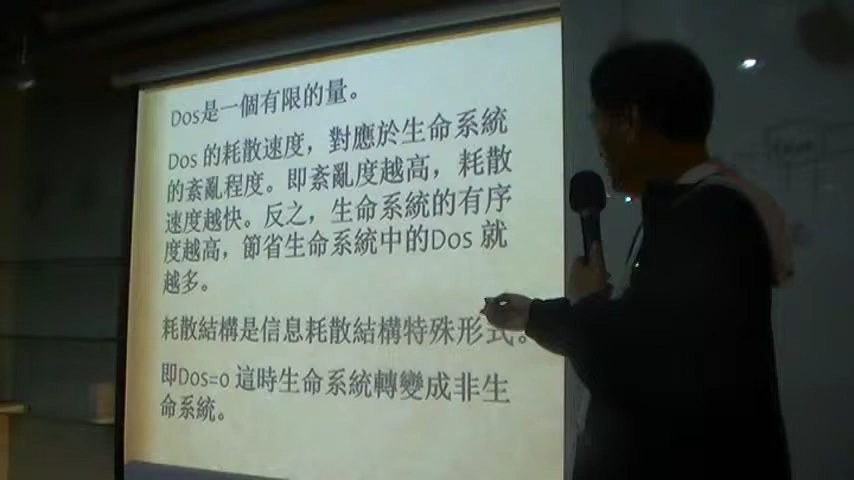 Dos是一個有限的量。
Dos 的耗散速度，對應於生命系統
的紊亂程度。即紊亂度越高，耗散
速度越快。反之，生命系統的有序
度越高，節省生命系統中的Dos 就
越多。
耗散結構是信息耗散結構特殊形式。
即Dos=0 這時生命系統轉變成非生
命系統。